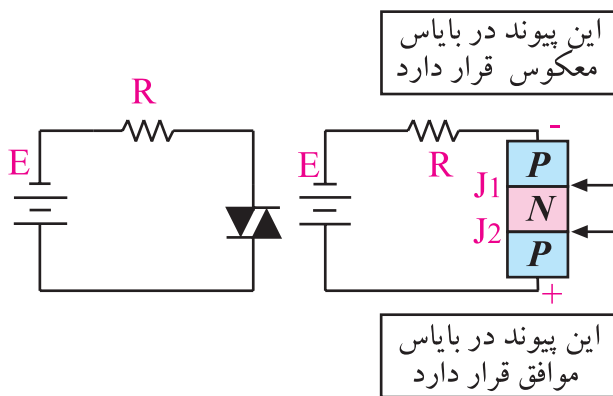 این پیوند در بایاس
معکوس قرار دارد
R
E
E
R
-
P
J1
N
J2
P
+
این پیوند در بایاس
موافق قرار دارد